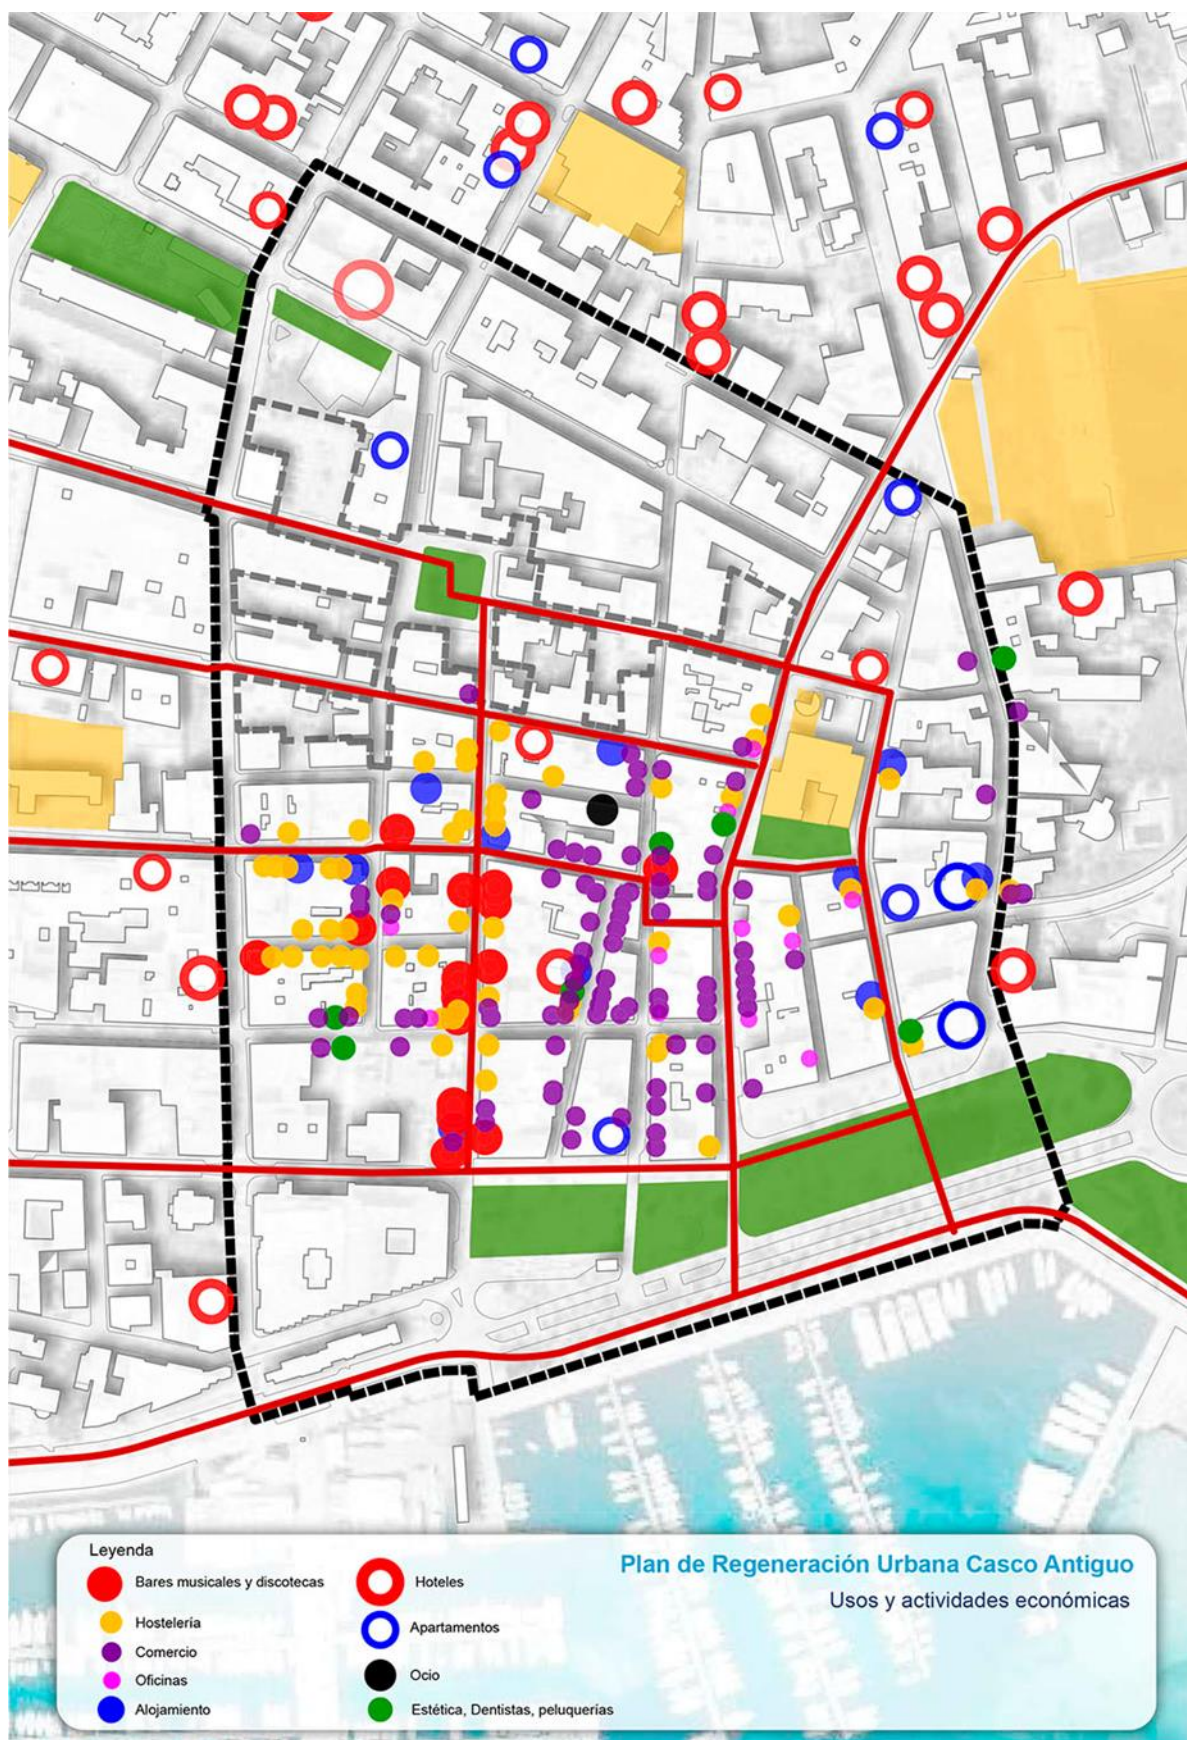 Leyenda
Bares musicales y discotecas
Hostelería
Comercio
Oficinas
Alojamiento
Hoteles
Apartamentos
Ocio
Estética, Dentistas, peluquerías
Plan de Regeneración Urbana Casco Antiguo
Usos y actividades económicas